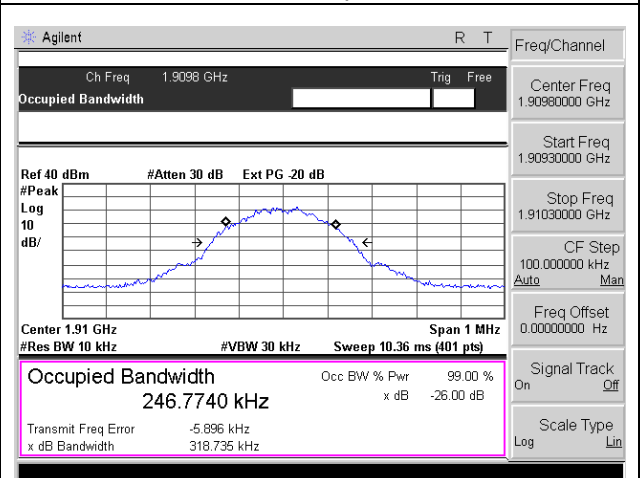 Agilent R T
Freq/Channel
Ch Freq 1.9098 GHz Trig Free
Occupied Bandwidth
Center Freq
1.90980000 GHz
Start Freq
1.90930000 GHz
Ref 40 dBm #Atten 30 dB Ext PG -20 dB
#Peak
Log
10
dB/
Stop Freq
1.91030000 GHz
CF Step
100.000000 kHz
Auto Man
Freq Offset
0.00000000 Hz
Center 1.91 GHz Span 1 MHz
#Res BW 10 kHz #VBW 30 kHz Sweep 10.36 ms (401 pts)
Occupied Bandwidth Occ BW % Pwr 99.00 %
246.7740 kHz x dB -26.00 dB
Transmit Freq Error -5.896 kHz
x dB Bandwidth 318.735 kHz
Signal Track
On Off
Scale Type
Log Lin